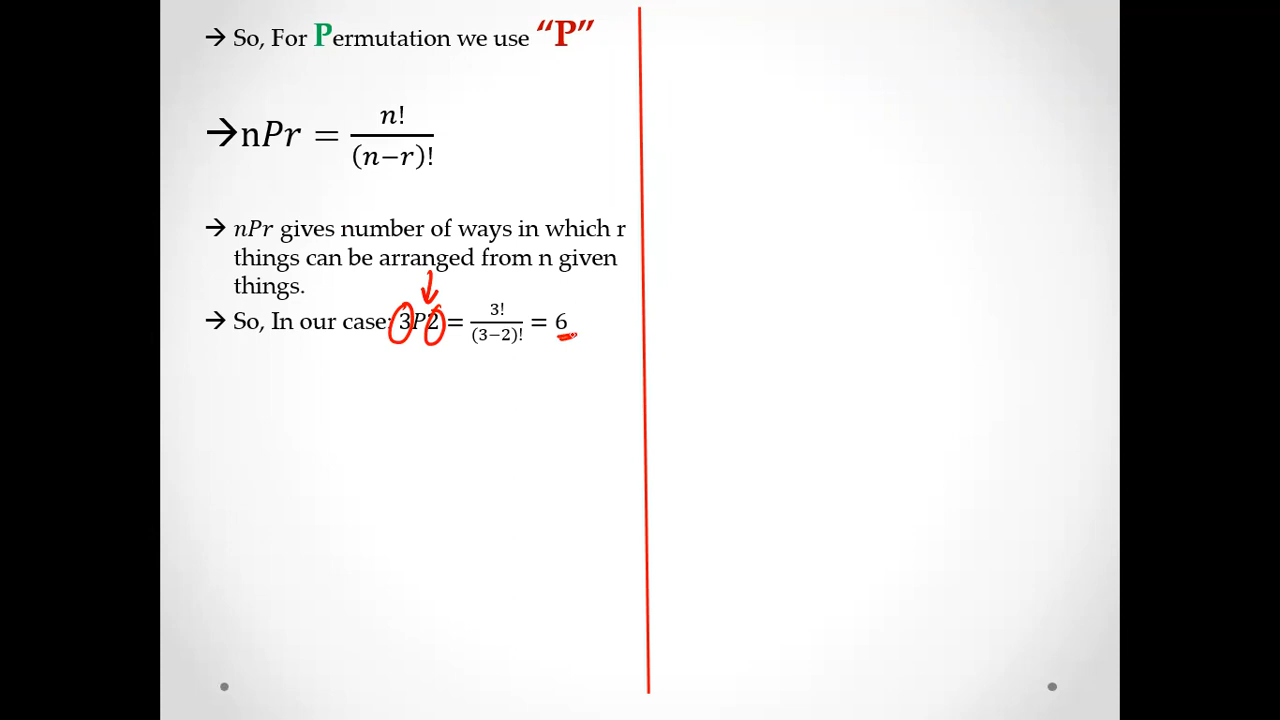 → So, For Permutation we use “P”
→nPr = n!/(n−r)!
→ nPr gives number of ways in which r
things can be arranged from n given
things.
→ So, In our case: 3P2 = 3!/(3−2)! = 6